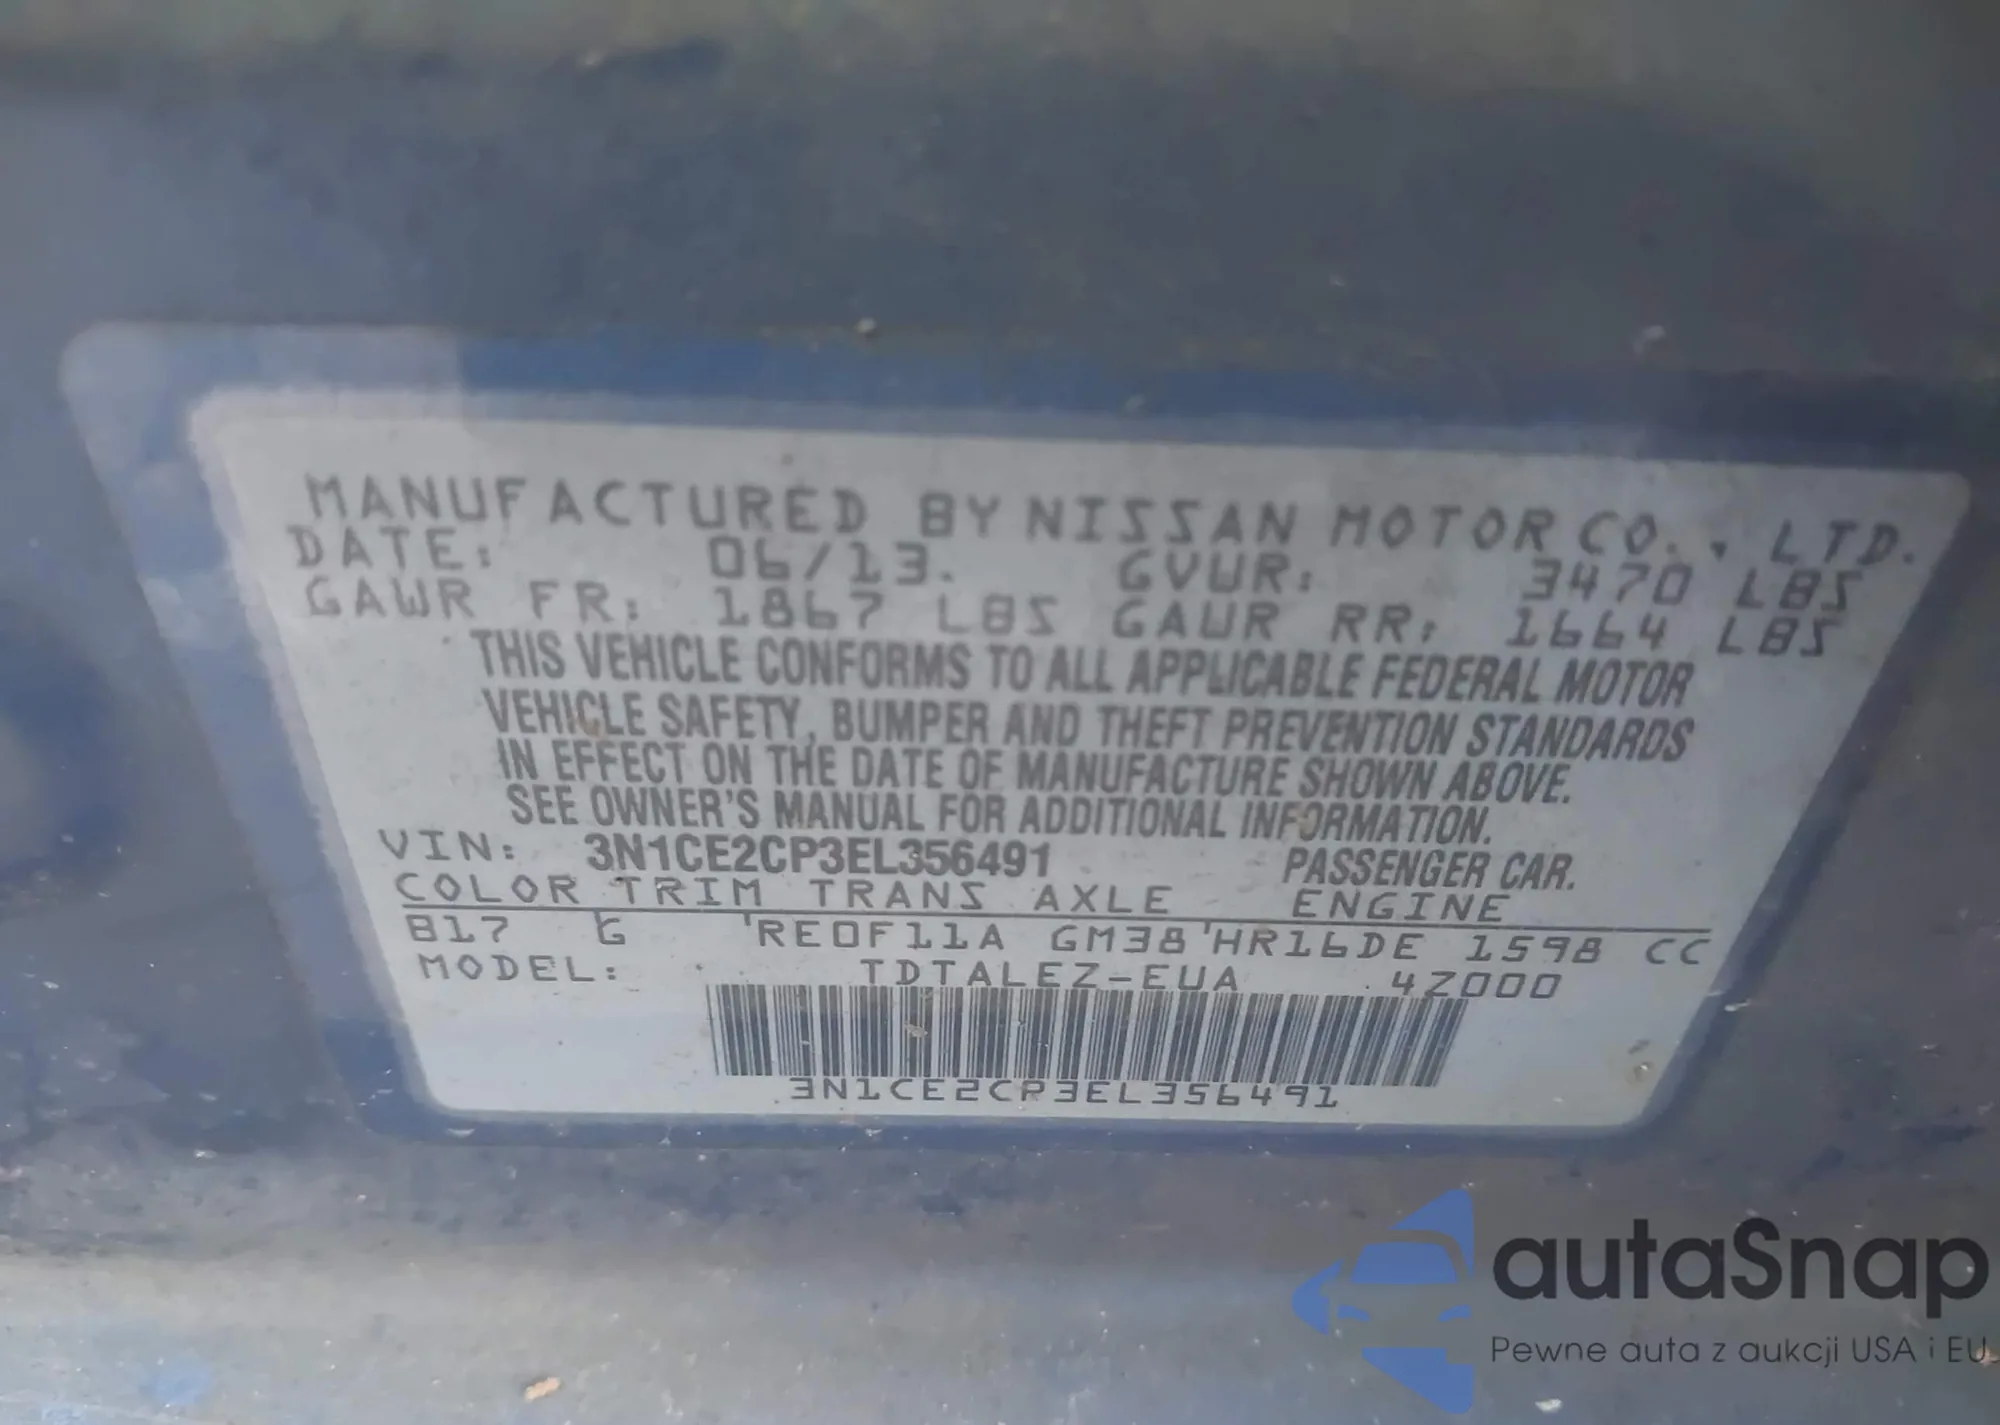 MANUFACTURED BY NISSAN MOTOR CO., LTD.
DATE: 06/13. GVWR: 3470 LBS
GAWR FR: 1867 LBS GAWR RR: 1664 LBS
THIS VEHICLE CONFORMS TO ALL APPLICABLE FEDERAL MOTOR
VEHICLE SAFETY, BUMPER AND THEFT PREVENTION STANDARDS
IN EFFECT ON THE DATE OF MANUFACTURE SHOWN ABOVE.
SEE OWNER'S MANUAL FOR ADDITIONAL INFORMATION.
VIN: 3N1CE2CP3EL356491 PASSENGER CAR.
COLOR TRIM TRANS AXLE ENGINE
B17 G RE0F11A GM38 HR16DE 1598 CC
MODEL: TDTALEZ-EUA 4Z000
3N1CE2CP3EL356491
autaSnap
Pewne auta z aukcji USA i EU